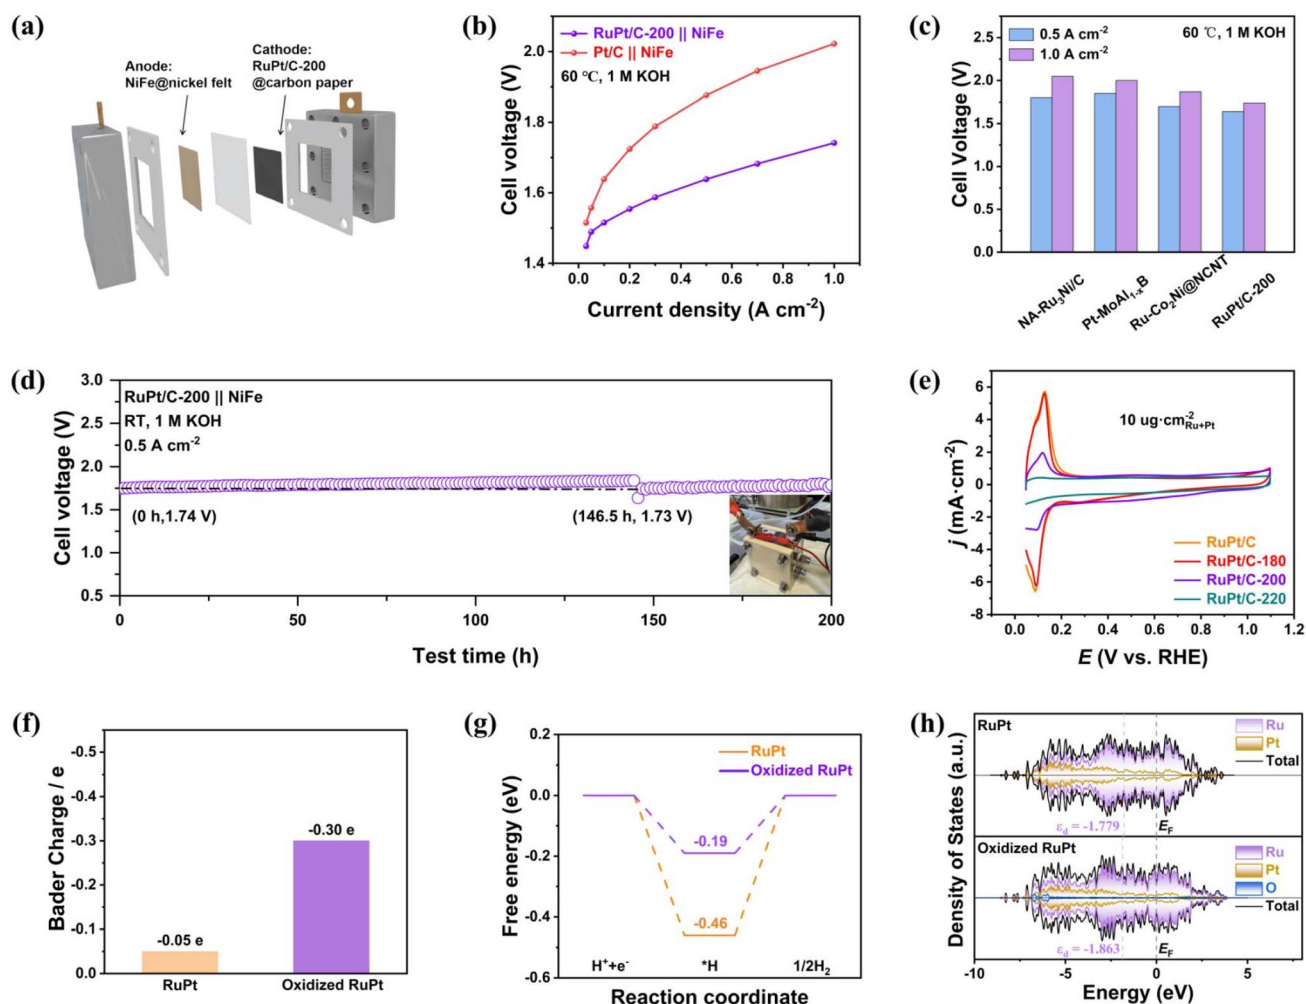 (a)
Anode:
NiFe@nickel felt
Cathode:
RuPt/C-200
@carbon paper
(b)
RuPt/C-200 || NiFe
Pt/C || NiFe
60 ℃, 1 M KOH
2.0
1.8
1.6
1.4
Cell voltage (V)
0.0 0.2 0.4 0.6 0.8 1.0
Current density (A cm⁻²)
(c)
0.5 A cm⁻²
1.0 A cm⁻²
60 ℃, 1 M KOH
2.5
2.0
1.5
1.0
0.5
0.0
Cell Voltage (V)
NA-Ru₃Ni/C
Pt-MoAl₁₋ₓB
Ru-Co₂Ni@NCNT
RuPt/C-200
(d)
RuPt/C-200 || NiFe
RT, 1 M KOH
0.5 A cm⁻²
3.0
2.5
2.0
1.5
1.0
0.5
Cell voltage (V)
(0 h,1.74 V)
(146.5 h, 1.73 V)
0 50 100 150 200
Test time (h)
(e)
10 ug·cm⁻²Ru+Pt
6
4
2
0
-2
-4
-6
-8
j (mA·cm-2)
RuPt/C
RuPt/C-180
RuPt/C-200
RuPt/C-220
0.0 0.2 0.4 0.6 0.8 1.0 1.2
E (V vs. RHE)
(f)
-0.5
-0.4
-0.3
-0.2
-0.1
0.0
Bader Charge / e
-0.05 e
-0.30 e
RuPt
Oxidized RuPt
(g)
RuPt
Oxidized RuPt
0.2
0.0
-0.2
-0.4
-0.6
Free energy (eV)
-0.19
-0.46
H⁺+e⁻
*H
1/2H₂
Reaction coordinate
(h)
RuPt
Ru
Pt
Total
εd = -1.779
EF
Oxidized RuPt
Ru
Pt
O
Total
εd = -1.863
EF
Density of States (a.u.)
-10 -5 0 5
Energy (eV)